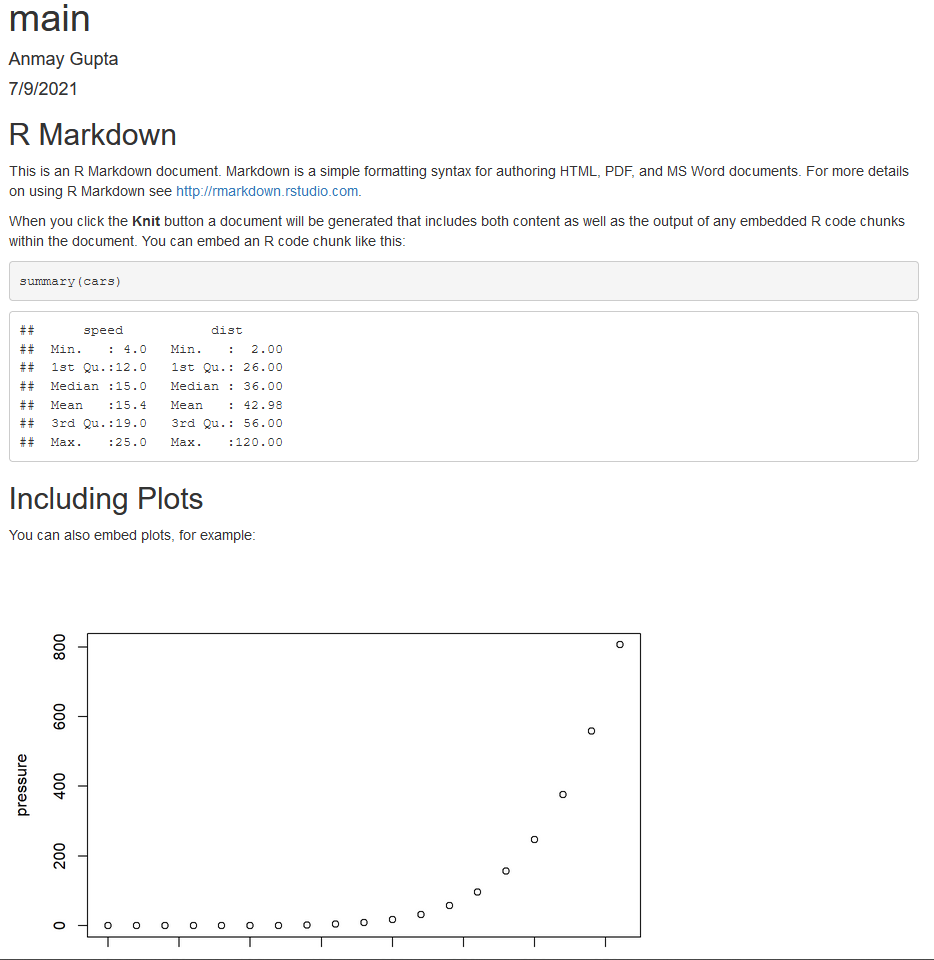 main
Anmay Gupta
7/9/2021
R Markdown
This is an R Markdown document. Markdown is a simple formatting syntax for authoring HTML, PDF, and MS Word documents. For more details
on using R Markdown see http://rmarkdown.rstudio.com.
When you click the Knit button a document will be generated that includes both content as well as the output of any embedded R code chunks
within the document. You can embed an R code chunk like this:
summary(cars)
##      speed           dist
##  Min.   : 4.0   Min.   :  2.00
##  1st Qu.:12.0   1st Qu.: 26.00
##  Median :15.0   Median : 36.00
##  Mean   :15.4   Mean   : 42.98
##  3rd Qu.:19.0   3rd Qu.: 56.00
##  Max.   :25.0   Max.   :120.00
Including Plots
You can also embed plots, for example:
800
600
400
200
0
pressure